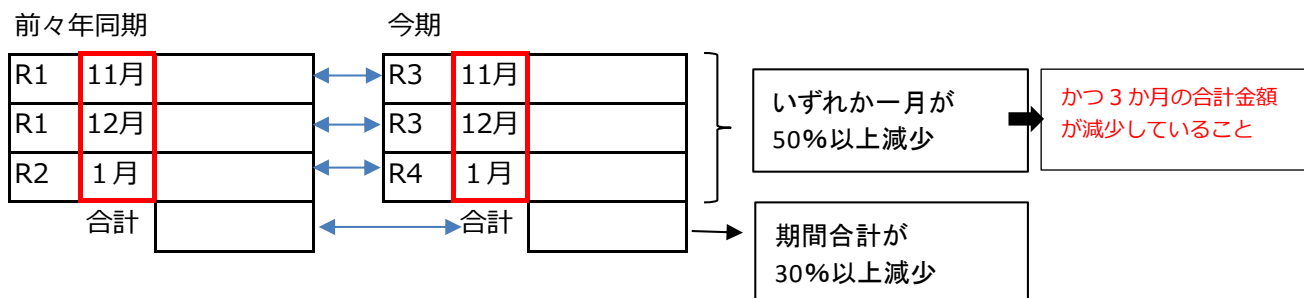 前々年同期
今期
R1 11月
R3 11月
R1 12月
R3 12月
R2 1月
R4 1月
合計
合計
いずれか一月が
50%以上減少
かつ3か月の合計金額
が減少していること
期間合計が
30%以上減少